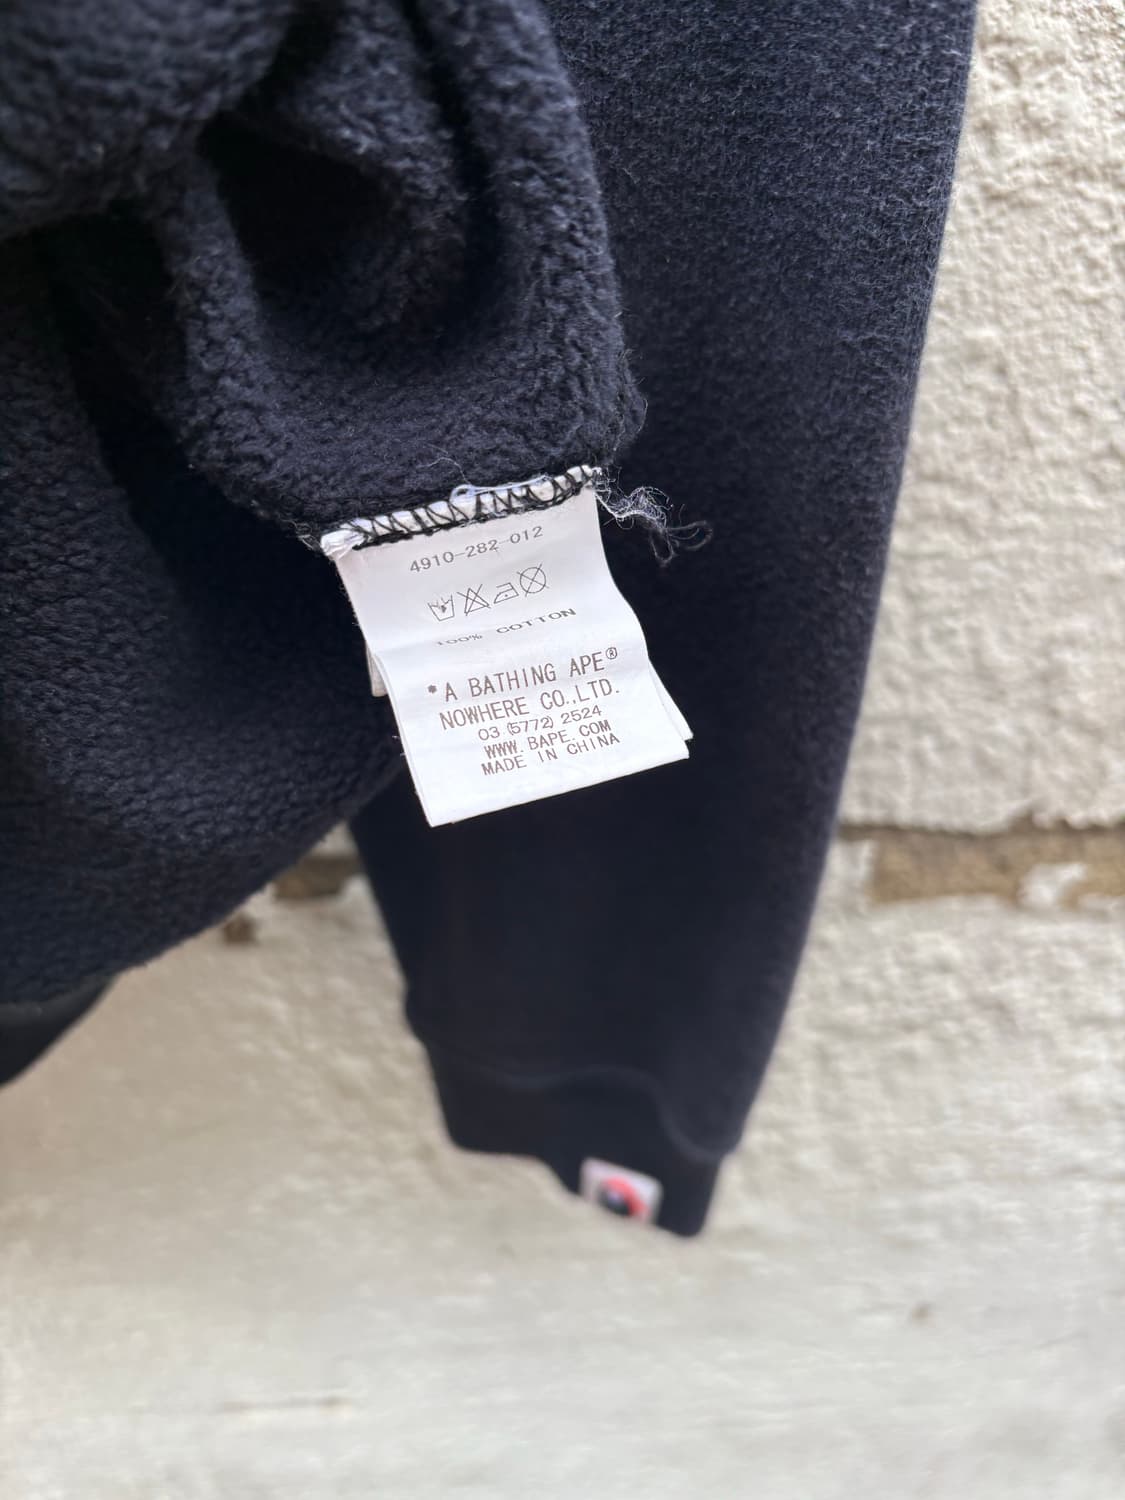 4910-282-012
100% COTTON
*A BATHING APE®
NOWHERE CO.,LTD.
03 (5772) 2524
WWW.BAPE.COM
MADE IN CHINA